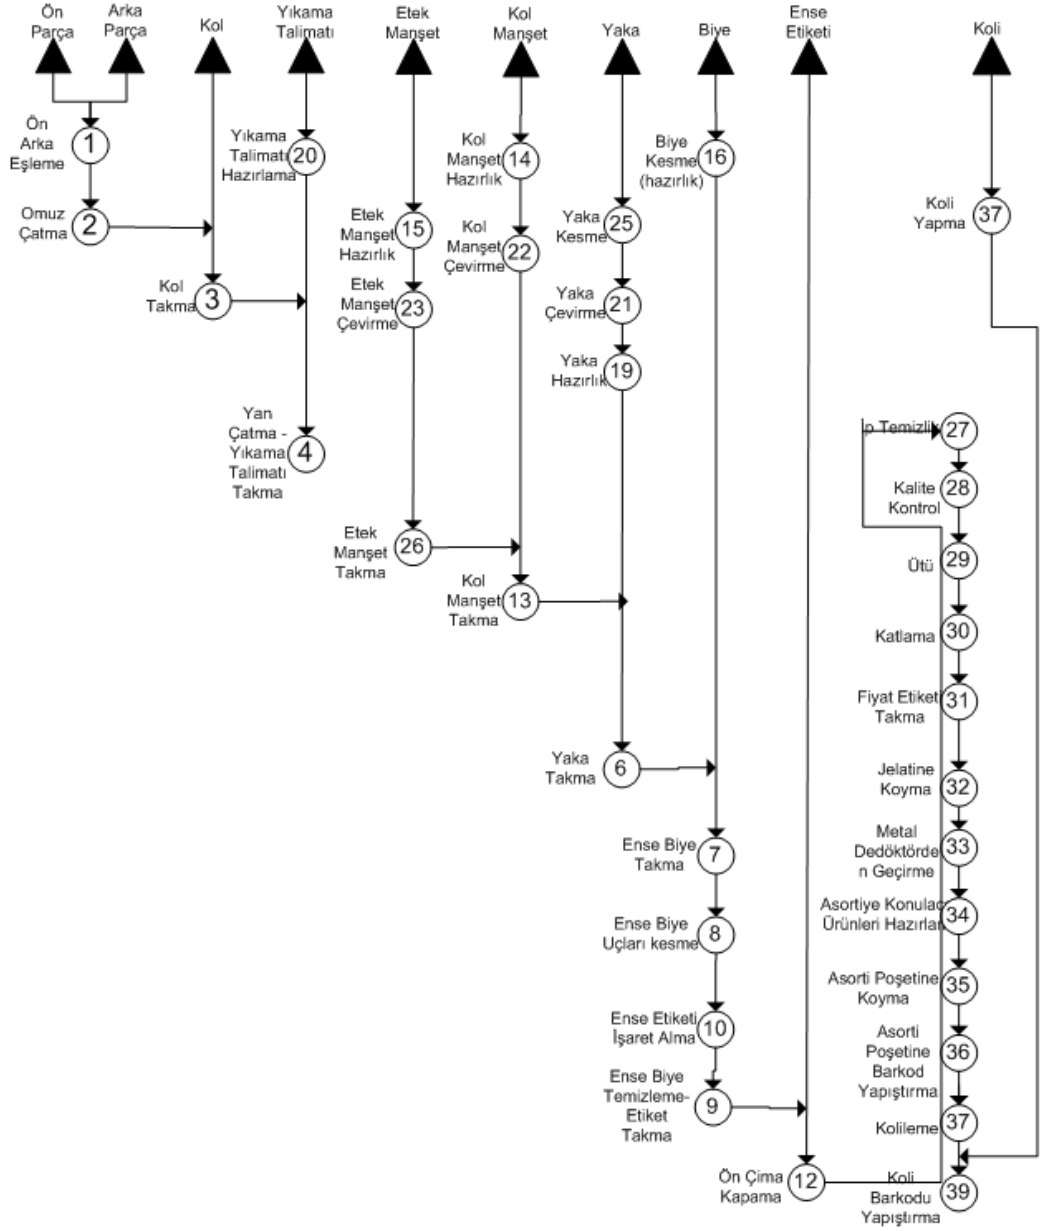 Ön
Parça
Arka
Parça
Kol
Yıkama
Talimatı
Etek
Manşet
Kol
Manşet
Yaka
Biye
Ense
Etiketi
Koli
Ön
Arka
Eşleme
1
Omuz
Çatma
2
Kol
Takma
3
Yıkama
Talimatı
Hazırlama
20
Yan
Çatma -
Yıkama
Talimatı
Takma
4
Etek
Manşet
Hazırlık
15
Etek
Manşet
Çevirme
23
Etek
Manşet
Takma
26
Kol
Manşet
Hazırlık
14
Kol
Manşet
Çevirme
22
Kol
Manşet
Takma
13
Yaka
Kesme
25
Yaka
Çevirme
21
Yaka
Hazırlık
19
Yaka
Takma
6
Biye
Kesme
(hazırlık)
16
Ense Biye
Takma
7
Ense Biye
Uçları kesme
8
Ense Etiketi
İşaret Alma
10
Ense Biye
Temizleme-
Etiket
Takma
9
Ön Çima
Kapama
12
Koli
Yapma
37
İp Temizlik
27
Kalite
Kontrol
28
Ütü
29
Katlama
30
Fiyat Etiketi
Takma
31
Jelatine
Koyma
32
Metal
Dedöktörde
n Geçirme
33
Asortiye Konulac
Ürünleri Hazırlan
34
Asorti Poşetine
Koyma
35
Asorti
Poşetine
Barkod
Yapıştırma
36
Kolileme
37
Koli
Barkodu
Yapıştırma
39